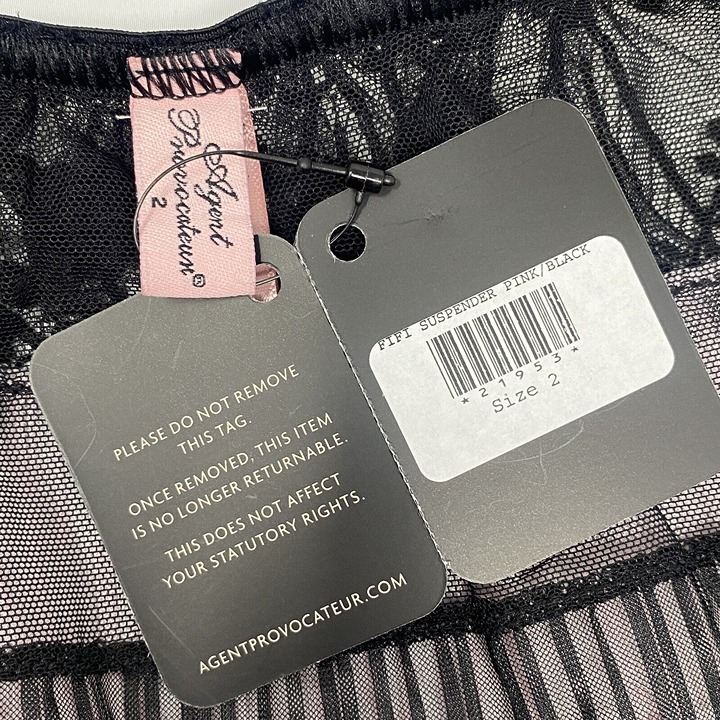 Agent
Provocateur®
2
PLEASE DO NOT REMOVE
THIS TAG.
ONCE REMOVED, THIS ITEM
IS NO LONGER RETURNABLE.
THIS DOES NOT AFFECT
YOUR STATUTORY RIGHTS.
AGENTPROVOCATEUR.COM
FIFI SUSPENDER PINK/BLACK
*21953*
Size 2